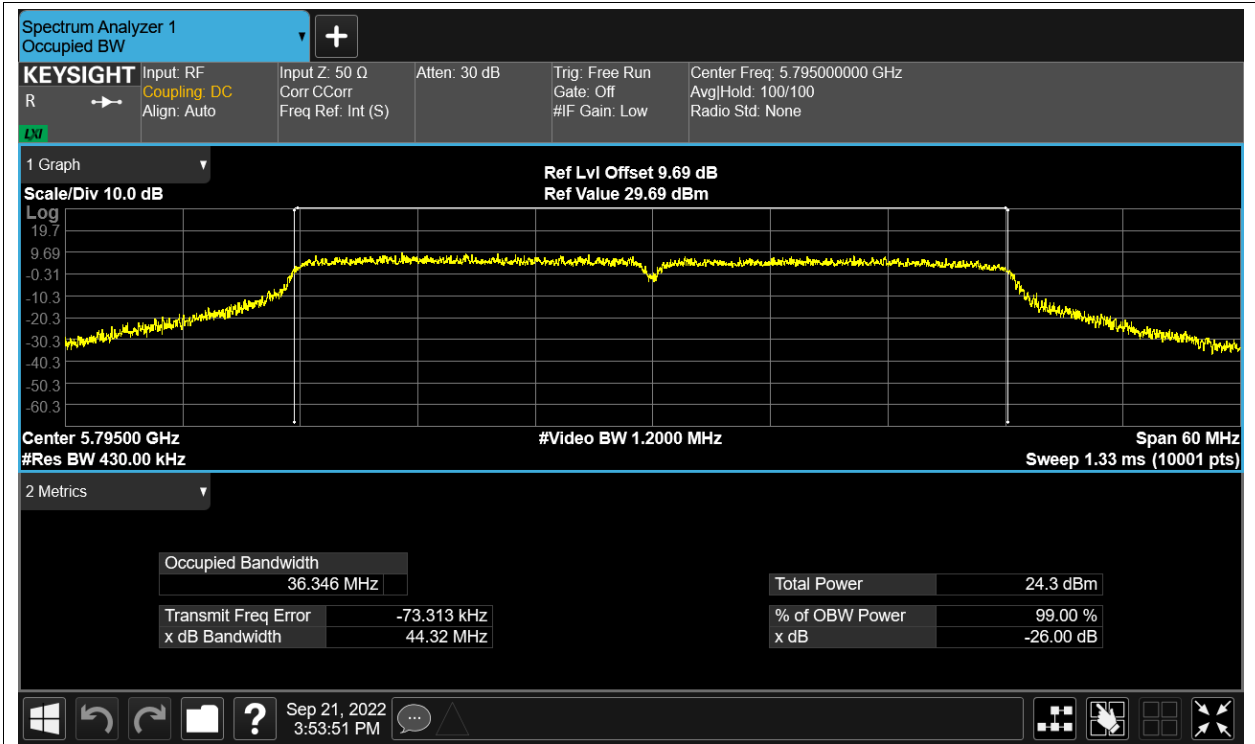 Spectrum Analyzer 1
Occupied BW
KEYSIGHT
R
LXI
Input: RF
Coupling: DC
Align: Auto
Input Z: 50 Ω
Corr CCorr
Freq Ref: Int (S)
Atten: 30 dB
Trig: Free Run
Gate: Off
#IF Gain: Low
Center Freq: 5.795000000 GHz
Avg|Hold: 100/100
Radio Std: None
1 Graph
Scale/Div 10.0 dB
Ref Lvl Offset 9.69 dB
Ref Value 29.69 dBm
Log
19.7
9.69
-0.31
-10.3
-20.3
-30.3
-40.3
-50.3
-60.3
Center 5.79500 GHz
#Video BW 1.2000 MHz
Span 60 MHz
#Res BW 430.00 kHz
Sweep 1.33 ms (10001 pts)
2 Metrics
Occupied Bandwidth
36.346 MHz
Total Power 24.3 dBm
Transmit Freq Error -73.313 kHz
% of OBW Power 99.00 %
x dB Bandwidth 44.32 MHz
x dB -26.00 dB
?
Sep 21, 2022
3:53:51 PM